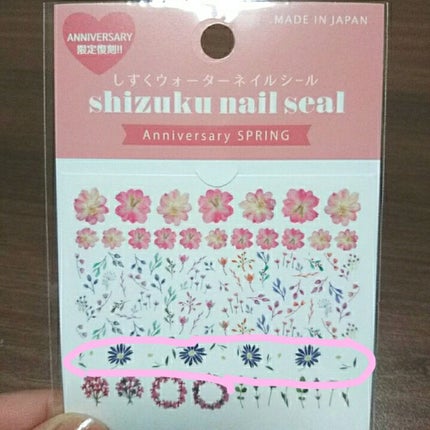 ANNIVERSARY
限定復刻!!
MADE IN JAPAN
しずくウォーターネイルシール
shizuku nail seal
Anniversary SPRING